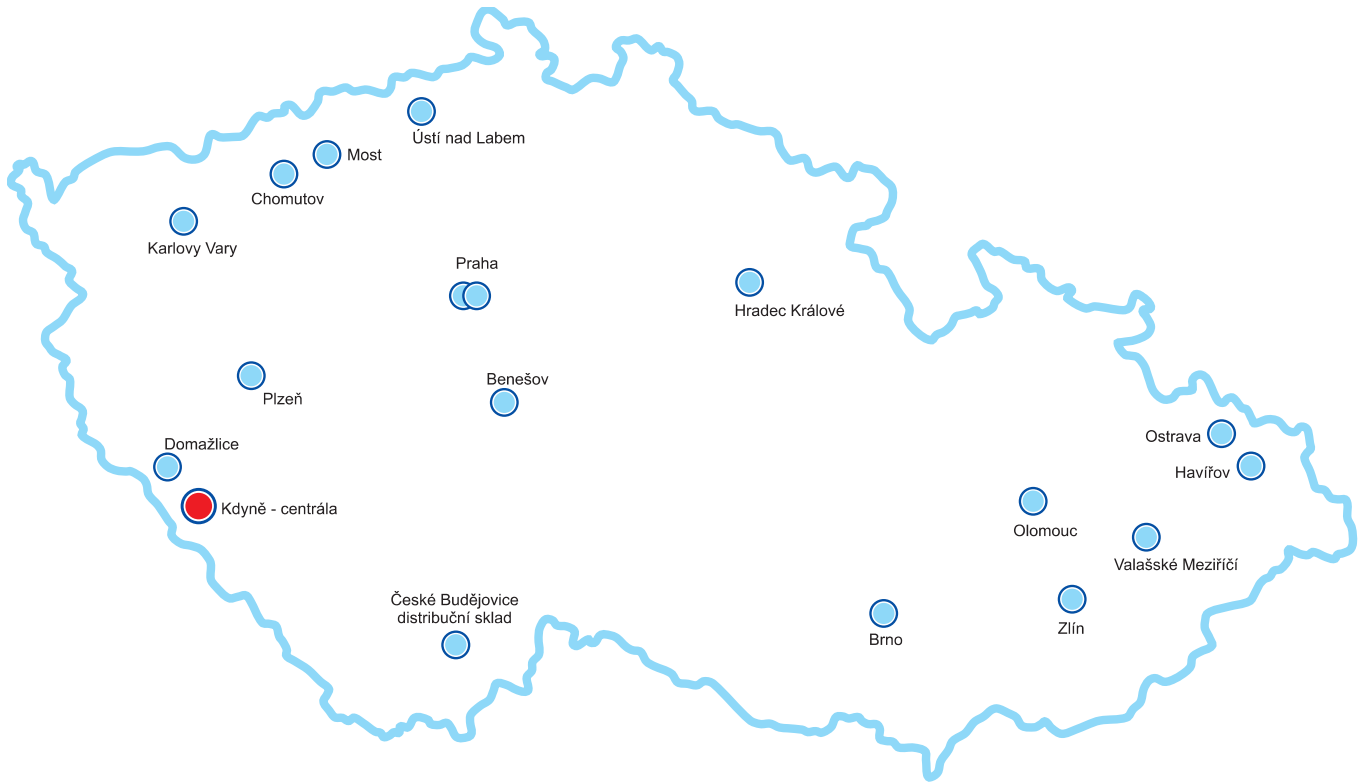 Ústí nad Labem
Most
Chomutov
Karlovy Vary
Praha
Hradec Králové
Plzeň
Benešov
Domažlice
Ostrava
Havířov
Kdyně - centrála
Olomouc
Valašské Meziříčí
České Budějovice
distribuční sklad
Brno
Zlín